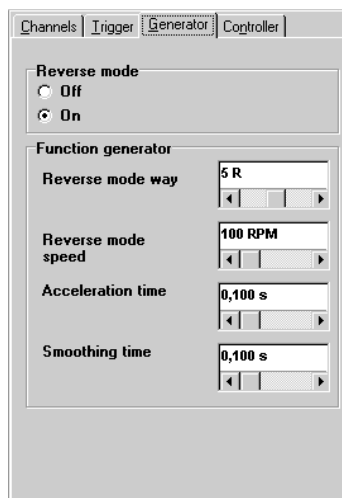 Channels Trigger Generator Controller
Reverse mode
Off
On
Function generator
Reverse mode way 5 R
Reverse mode speed 100 RPM
Acceleration time 0,100 s
Smoothing time 0,100 s